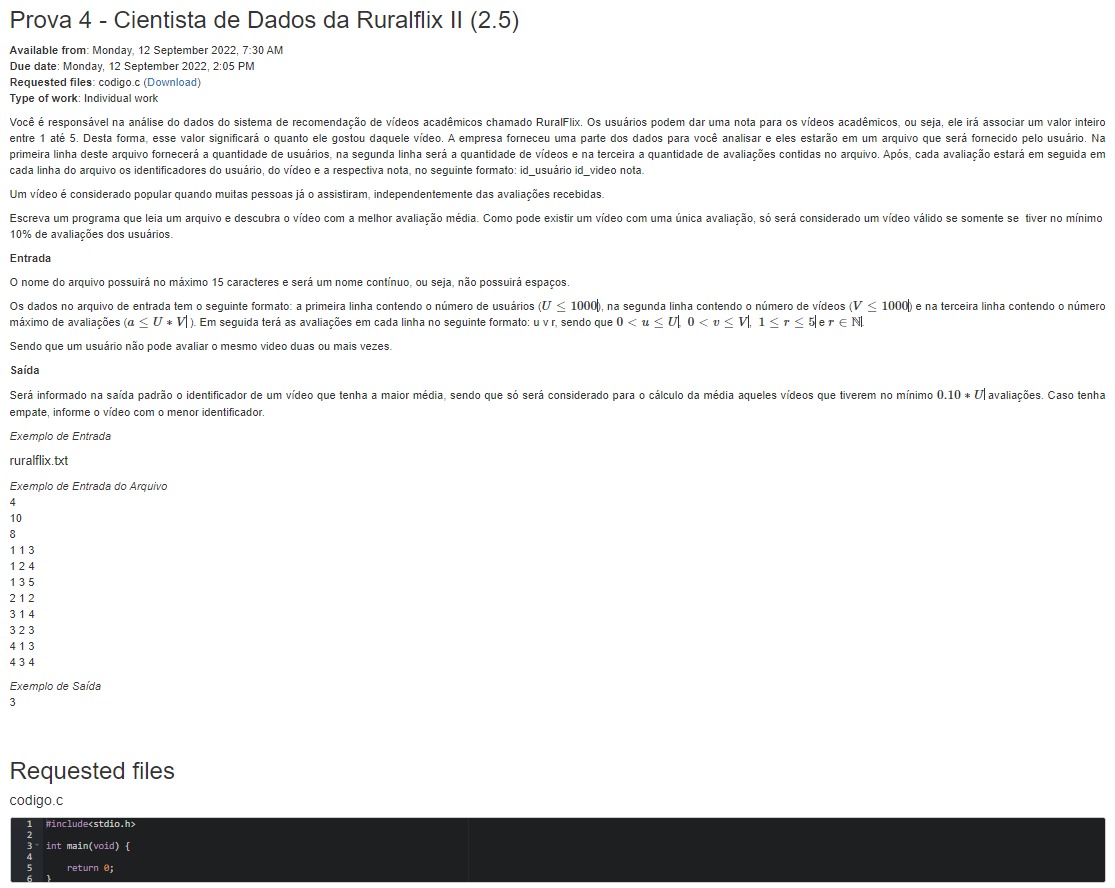 Prova 4 - Cientista de Dados da Ruralflix II (2.5)
Available from: Monday, 12 September 2022, 7:30 AM
Due date: Monday, 12 September 2022, 2:05 PM
Requested files: codigo.c (Download)
Type of work: Individual work
Você é responsável na análise do dados do sistema de recomendação de vídeos acadêmicos chamado RuralFlix. Os usuários podem dar uma nota para os vídeos acadêmicos, ou seja, ele irá associar um valor inteiro
entre 1 até 5. Desta forma, esse valor significará o quanto ele gostou daquele vídeo. A empresa forneceu uma parte dos dados para você analisar e eles estarão em um arquivo que será fornecido pelo usuário. Na
primeira linha deste arquivo fornecerá a quantidade de usuários, na segunda linha será a quantidade de vídeos e na terceira a quantidade de avaliações contidas no arquivo. Após, cada avaliação estará em seguida em
cada linha do arquivo os identificadores do usuário, do vídeo e a respectiva nota, no seguinte formato: id_usuário id_video nota.
Um vídeo é considerado popular quando muitas pessoas já o assistiram, independentemente das avaliações recebidas.
Escreva um programa que leia um arquivo e descubra o vídeo com a melhor avaliação média. Como pode existir um vídeo com uma única avaliação, só será considerado um vídeo válido se somente se tiver no mínimo
10% de avaliações dos usuários.
Entrada
O nome do arquivo possuirá no máximo 15 caracteres e será um nome contínuo, ou seja, não possuirá espaços.
Os dados no arquivo de entrada tem o seguinte formato: a primeira linha contendo o número de usuários (U ≤ 1000), na segunda linha contendo o número de vídeos (V ≤ 1000) e na terceira linha contendo o número
máximo de avaliações (a ≤ U * V ). Em seguida terá as avaliações em cada linha no seguinte formato: u v r, sendo que 0 < u ≤ U, 0 < v ≤ V, 1 ≤ r ≤ 5 e r ∈ ℕ.
Sendo que um usuário não pode avaliar o mesmo video duas ou mais vezes.
Saída
Será informado na saída padrão o identificador de um vídeo que tenha a maior média, sendo que só será considerado para o cálculo da média aqueles vídeos que tiverem no mínimo 0.10 * U avaliações. Caso tenha
empate, informe o vídeo com o menor identificador.
Exemplo de Entrada
ruralflix.txt
Exemplo de Entrada do Arquivo
4
10
8
1 1 3
1 2 4
1 3 5
2 1 2
3 1 4
3 2 3
4 1 3
4 3 4
Exemplo de Saída
3
Requested files
codigo.c
1 #include<stdio.h>
2
3 int main(void) {
4
5 return 0;
6 }